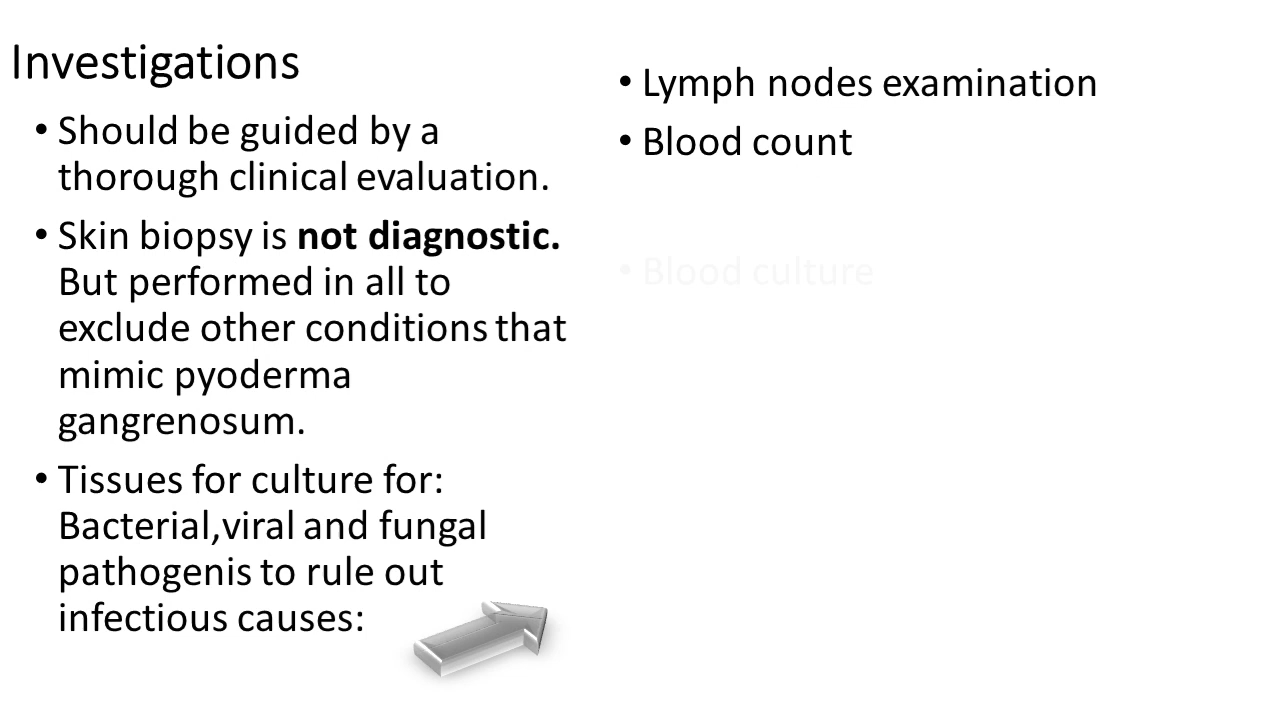 Investigations
• Should be guided by a
thorough clinical evaluation.
• Skin biopsy is not diagnostic.
But performed in all to
exclude other conditions that
mimic pyoderma
gangrenosum.
• Tissues for culture for:
Bacterial,viral and fungal
pathogenis to rule out
infectious causes:
• Lymph nodes examination
• Blood count
• Blood culture